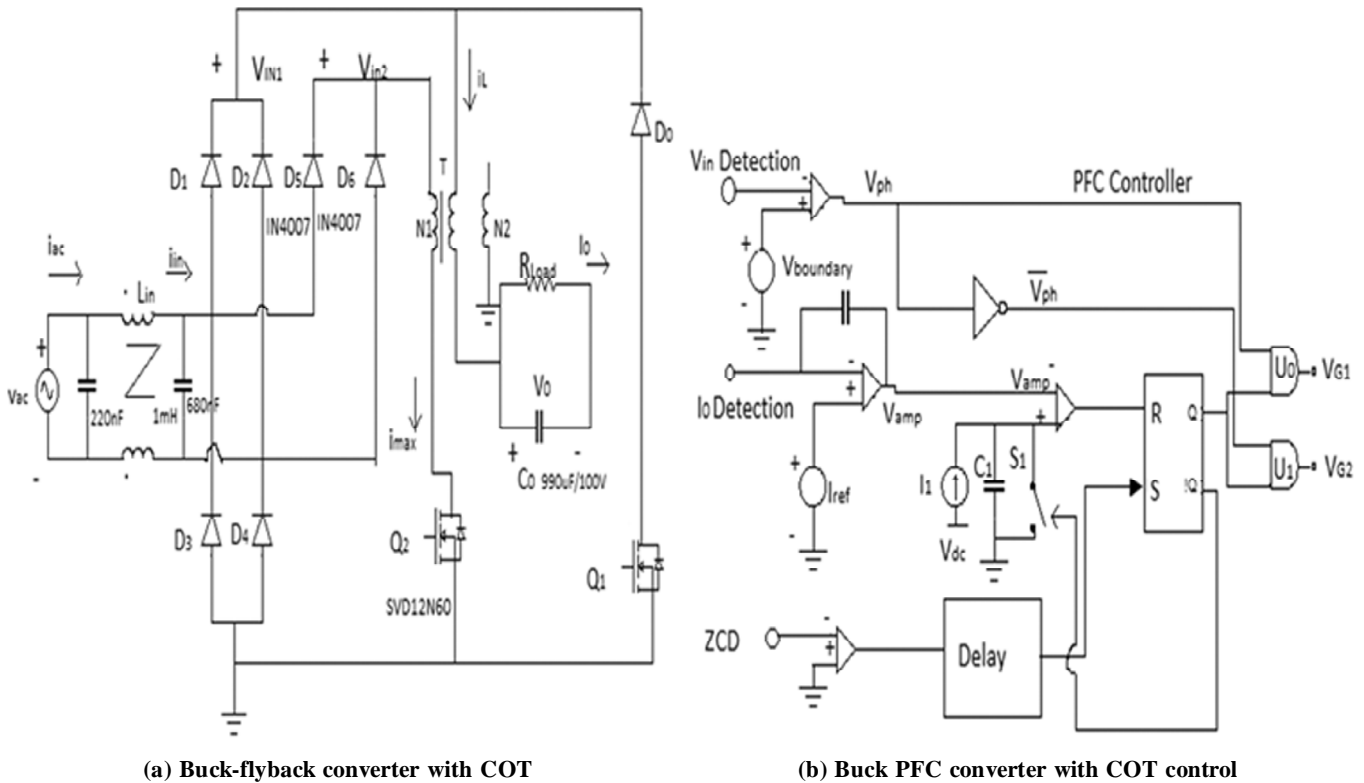 +
VIN1
+
Vin2
iL
D0
D1
D2
D5
D6
T
IN4007
IN4007
N1
N2
iac
iin
Lin
RLoad
I0
+
Vac
-
220nF
1mH
680nF
imax
V0
+
-
C0 990uF/100V
D3
D4
Q2
SVD12N60
Q1
(a) Buck-flyback converter with COT
Vin Detection
-
+
Vph
PFC Controller
+
Vboundary
-
Vph
U0
VG1
I0 Detection
-
+
Vamp
Vamp
-
+
R
Q
U1
VG2
+
Iref
-
I1
C1
S1
S
!Q
Vdc
ZCD
-
+
Delay
(b) Buck PFC converter with COT control